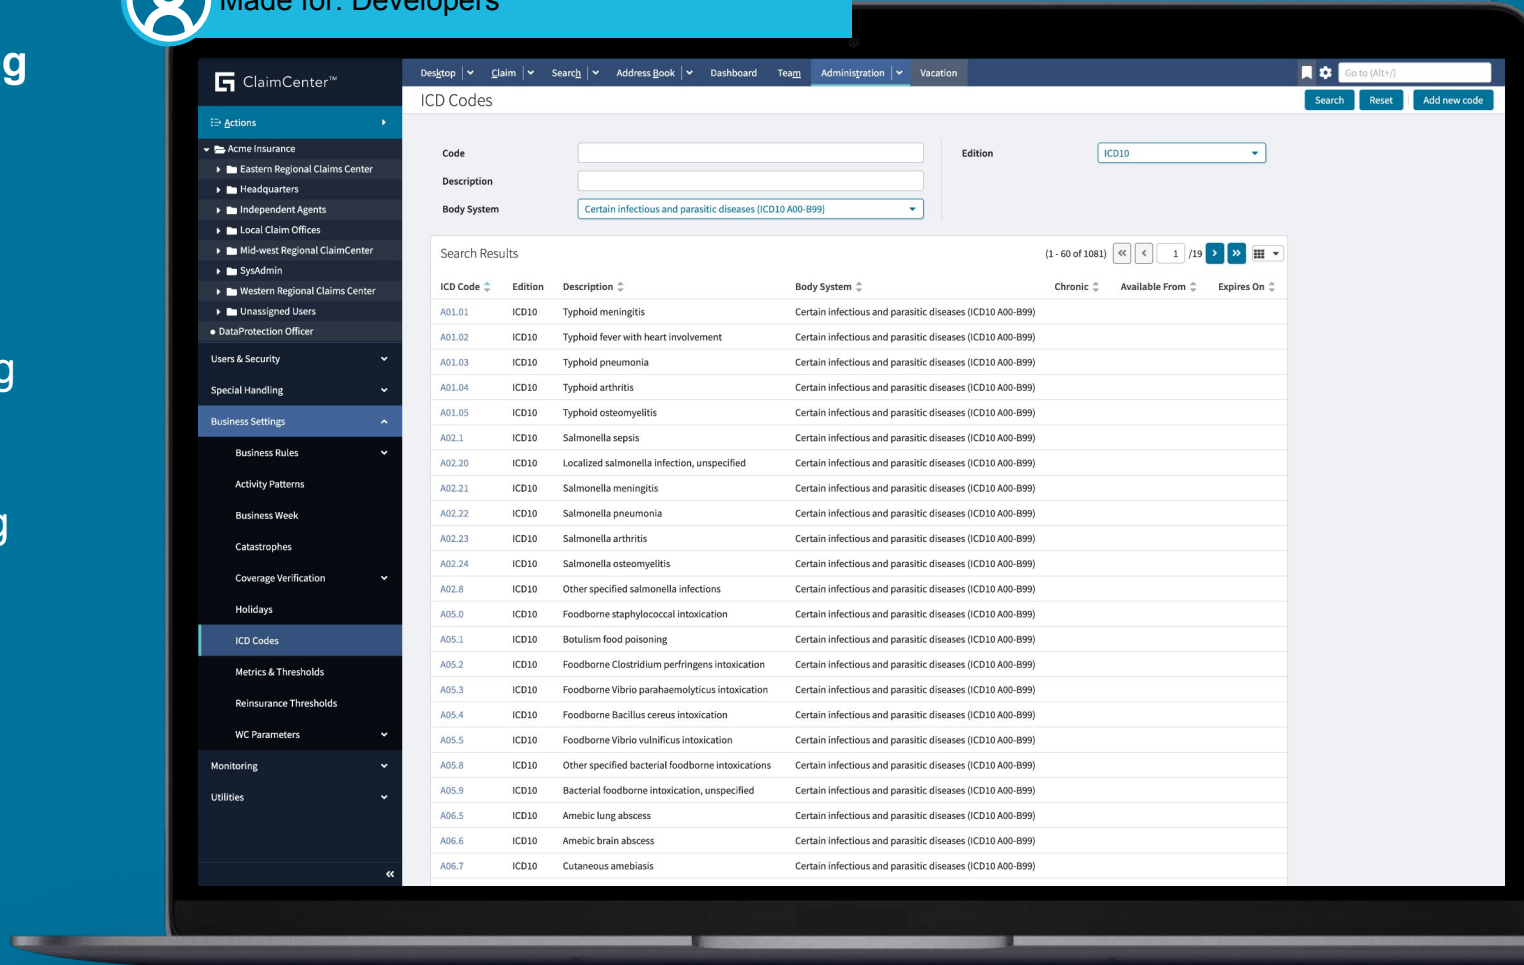 Made for: Developers
g
g
g
ClaimCenter™
Desktop Claim Search Address Book Dashboard Team Administration Vacation
Go to (Alt+/)
ICD Codes
Search Reset Add new code
Actions
Acme Insurance
Eastern Regional Claims Center
Headquarters
Independent Agents
Local Claim Offices
Mid-west Regional ClaimCenter
SysAdmin
Western Regional Claims Center
Unassigned Users
DataProtection Officer
Users & Security
Special Handling
Business Settings
Business Rules
Activity Patterns
Business Week
Catastrophes
Coverage Verification
Holidays
ICD Codes
Metrics & Thresholds
Reinsurance Thresholds
WC Parameters
Monitoring
Utilities
Code
Edition ICD10
Description
Body System Certain infectious and parasitic diseases (ICD10 A00-B99)
Search Results
(1 - 60 of 1081) 1 /19
ICD Code Edition Description Body System Chronic Available From Expires On
A01.01 ICD10 Typhoid meningitis Certain infectious and parasitic diseases (ICD10 A00-B99)
A01.02 ICD10 Typhoid fever with heart involvement Certain infectious and parasitic diseases (ICD10 A00-B99)
A01.03 ICD10 Typhoid pneumonia Certain infectious and parasitic diseases (ICD10 A00-B99)
A01.04 ICD10 Typhoid arthritis Certain infectious and parasitic diseases (ICD10 A00-B99)
A01.05 ICD10 Typhoid osteomyelitis Certain infectious and parasitic diseases (ICD10 A00-B99)
A02.1 ICD10 Salmonella sepsis Certain infectious and parasitic diseases (ICD10 A00-B99)
A02.20 ICD10 Localized salmonella infection, unspecified Certain infectious and parasitic diseases (ICD10 A00-B99)
A02.21 ICD10 Salmonella meningitis Certain infectious and parasitic diseases (ICD10 A00-B99)
A02.22 ICD10 Salmonella pneumonia Certain infectious and parasitic diseases (ICD10 A00-B99)
A02.23 ICD10 Salmonella arthritis Certain infectious and parasitic diseases (ICD10 A00-B99)
A02.24 ICD10 Salmonella osteomyelitis Certain infectious and parasitic diseases (ICD10 A00-B99)
A02.8 ICD10 Other specified salmonella infections Certain infectious and parasitic diseases (ICD10 A00-B99)
A05.0 ICD10 Foodborne staphylococcal intoxication Certain infectious and parasitic diseases (ICD10 A00-B99)
A05.1 ICD10 Botulism food poisoning Certain infectious and parasitic diseases (ICD10 A00-B99)
A05.2 ICD10 Foodborne Clostridium perfringens intoxication Certain infectious and parasitic diseases (ICD10 A00-B99)
A05.3 ICD10 Foodborne Vibrio parahaemolyticus intoxication Certain infectious and parasitic diseases (ICD10 A00-B99)
A05.4 ICD10 Foodborne Bacillus cereus intoxication Certain infectious and parasitic diseases (ICD10 A00-B99)
A05.5 ICD10 Foodborne Vibrio vulnificus intoxication Certain infectious and parasitic diseases (ICD10 A00-B99)
A05.8 ICD10 Other specified bacterial foodborne intoxications Certain infectious and parasitic diseases (ICD10 A00-B99)
A05.9 ICD10 Bacterial foodborne intoxication, unspecified Certain infectious and parasitic diseases (ICD10 A00-B99)
A06.5 ICD10 Amebic lung abscess Certain infectious and parasitic diseases (ICD10 A00-B99)
A06.6 ICD10 Amebic brain abscess Certain infectious and parasitic diseases (ICD10 A00-B99)
A06.7 ICD10 Cutaneous amebiasis Certain infectious and parasitic diseases (ICD10 A00-B99)